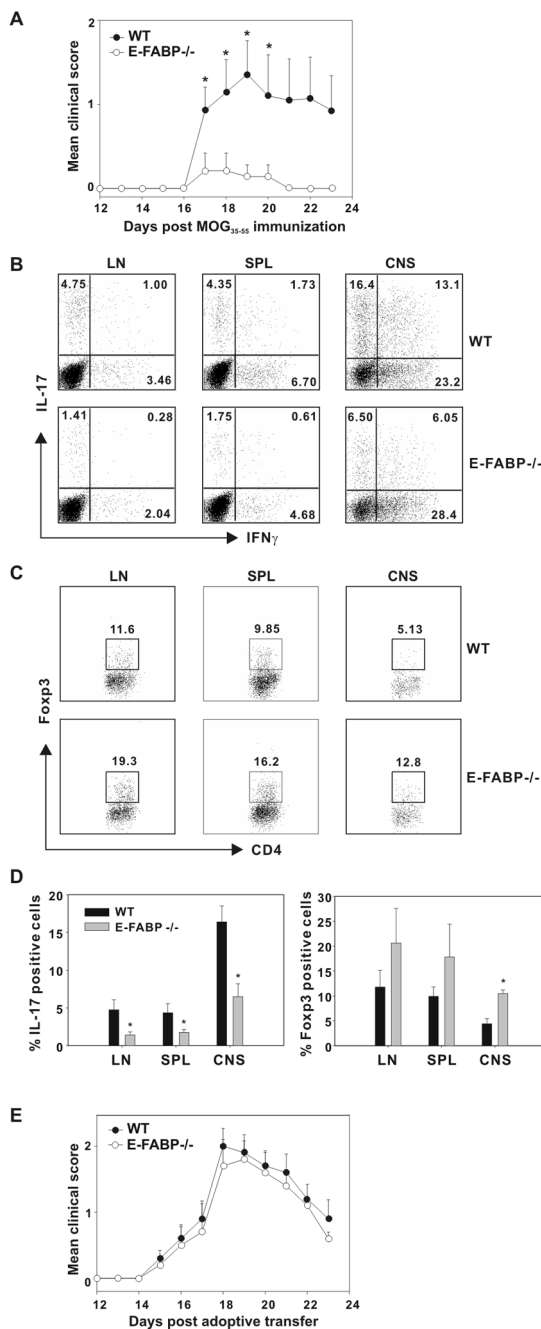 A
WT
E-FABP-/-
Mean clinical score
2
1
0
* * * *
12 14 16 18 20 22 24
Days post MOG35-55 immunization
B
LN SPL CNS
4.75 1.00 4.35 1.73 16.4 13.1
WT
3.46 6.70 23.2
IL-17
1.41 0.28 1.75 0.61 6.50 6.05
E-FABP-/-
2.04 4.68 28.4
IFNγ
C
LN SPL CNS
11.6 9.85 5.13
WT
Foxp3
19.3 16.2 12.8
E-FABP-/-
CD4
D
% IL-17 positive cells
20
15
10
5
0
WT
E-FABP -/-
* * *
LN SPL CNS
% Foxp3 positive cells
30
25
20
15
10
5
0
*
LN SPL CNS
E
WT
E-FABP-/-
Mean clinical score
2
1
0
12 14 16 18 20 22 24
Days post adoptive transfer